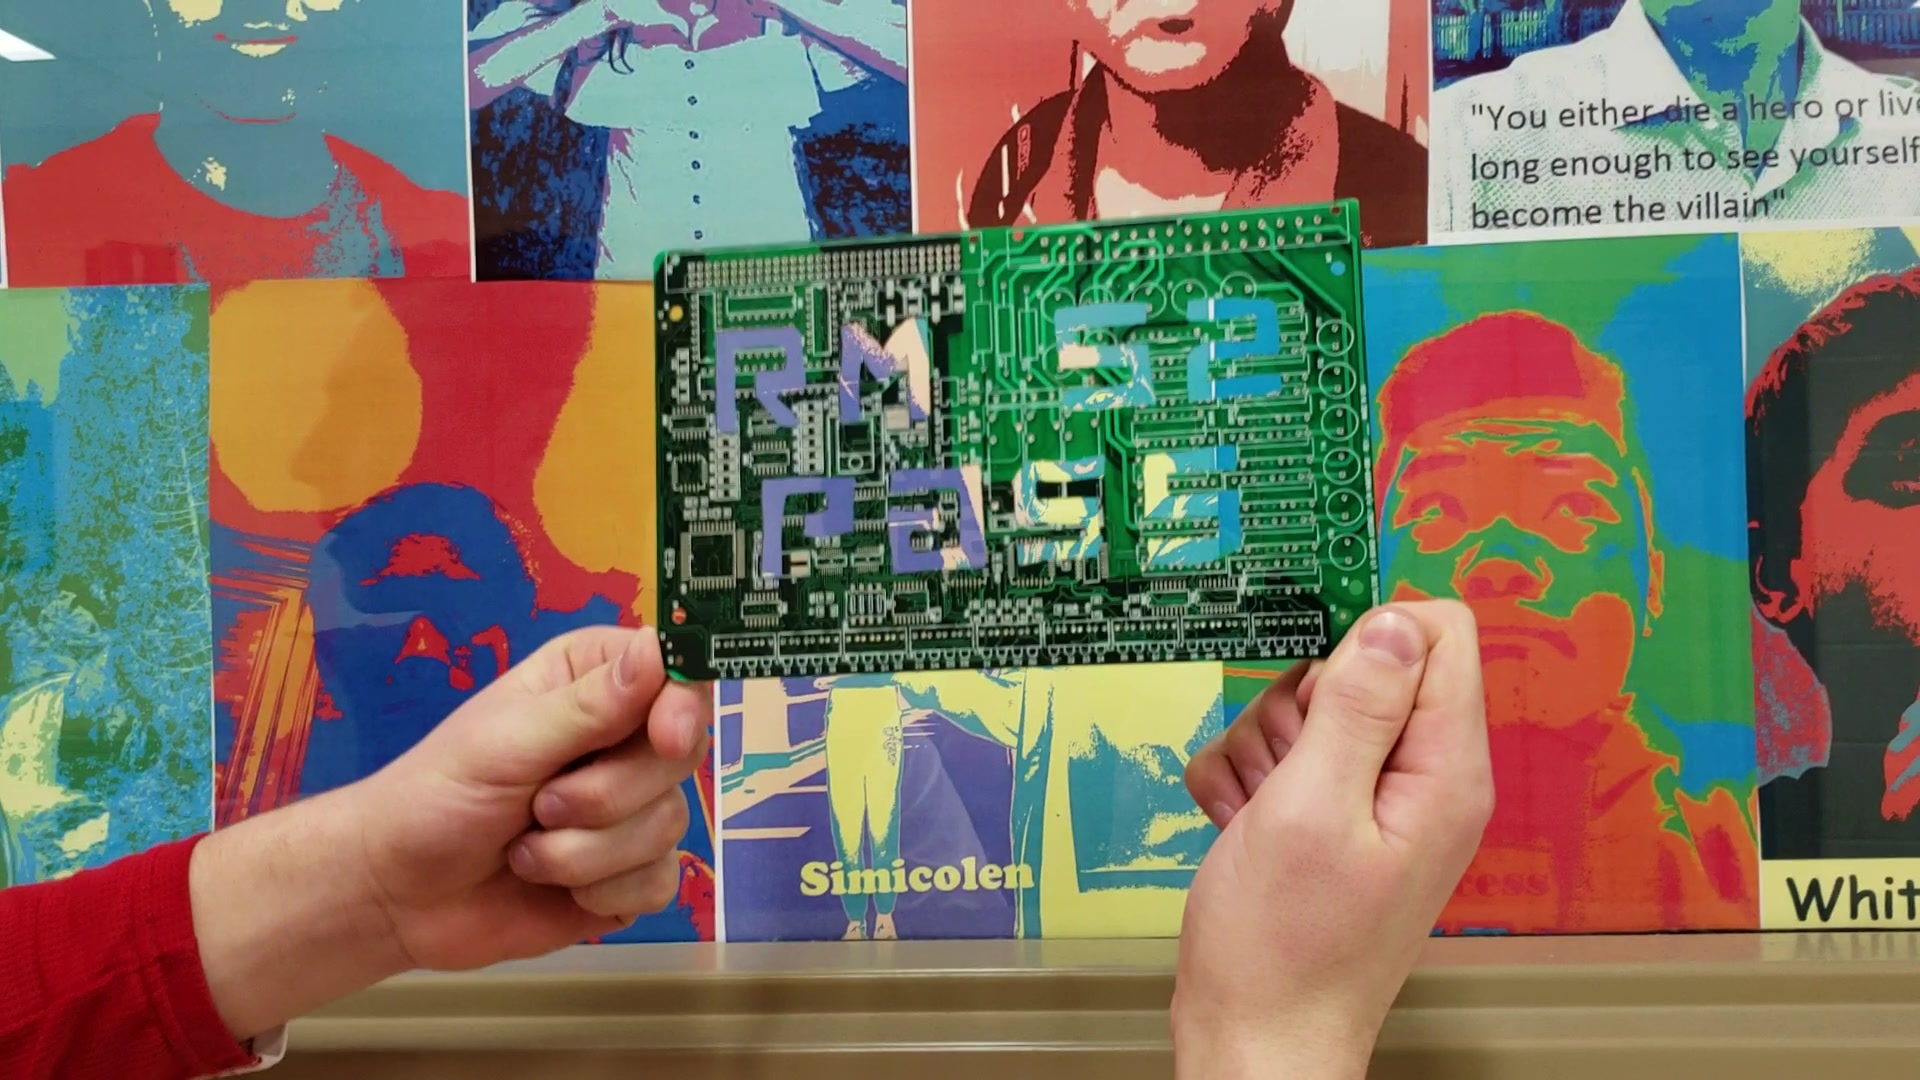 "You either die a hero or live
long enough to see yourself
become the villain"
RM 52
Pass
Simicolen
cess
Whit